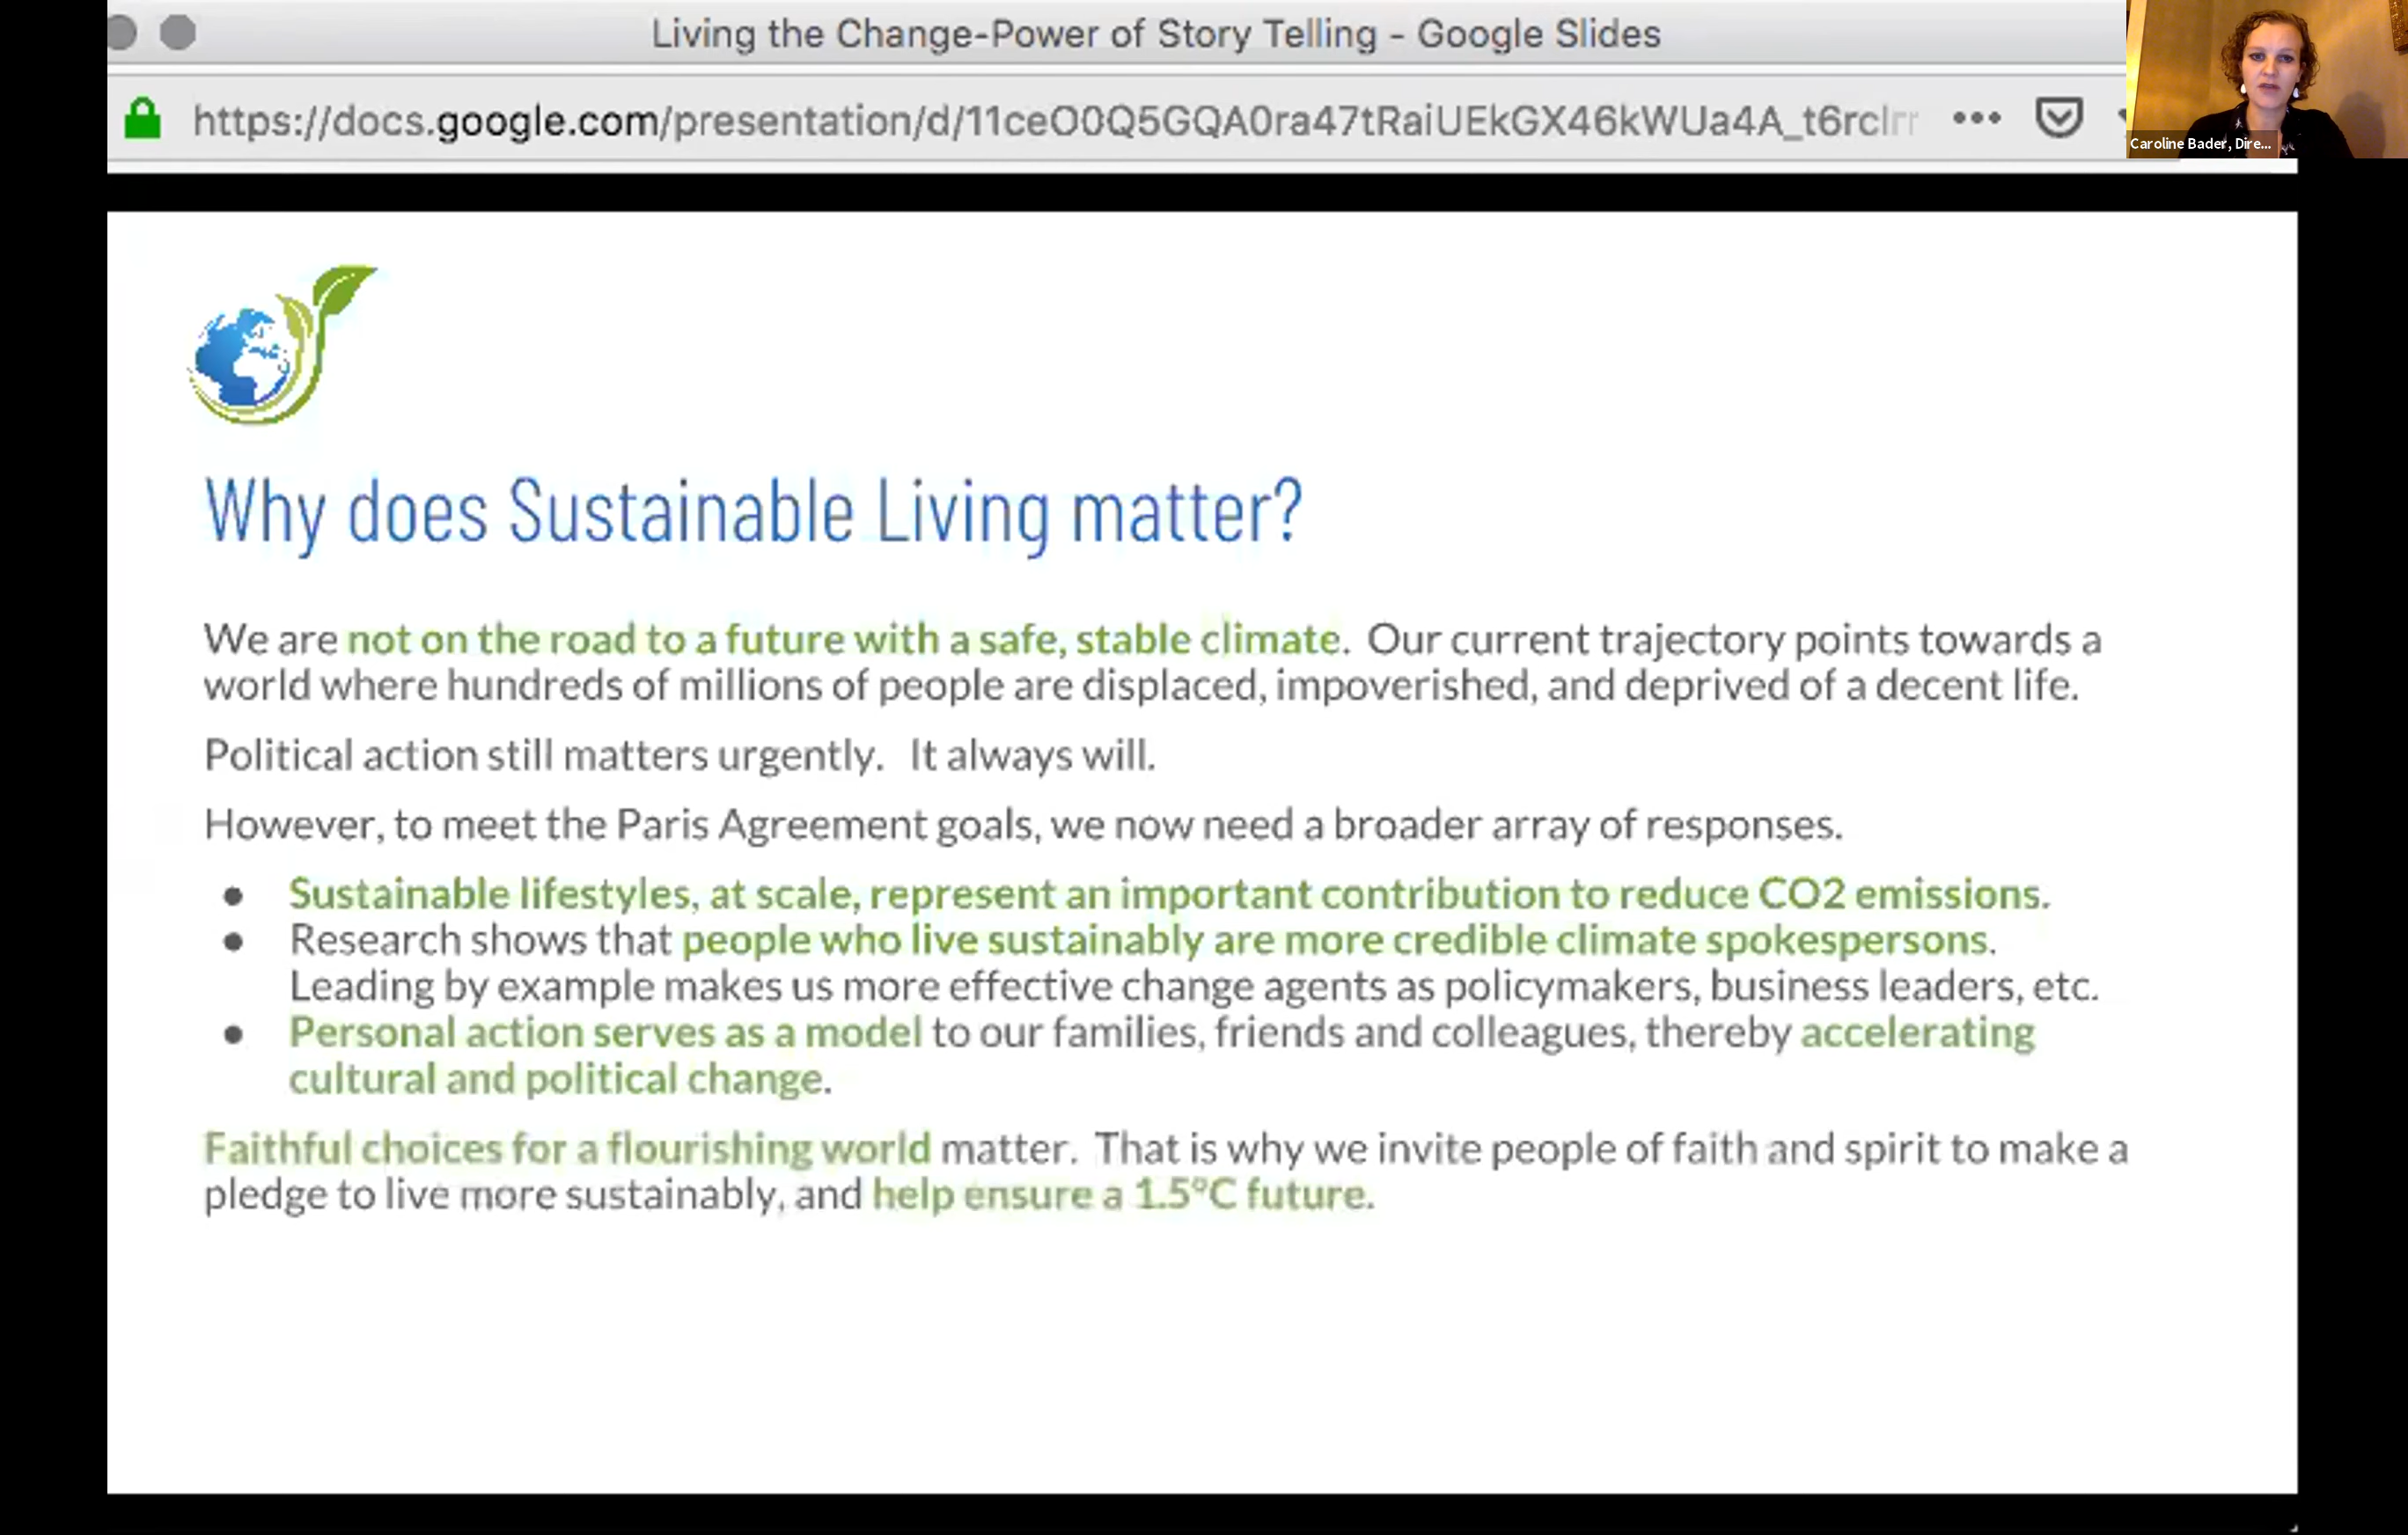 Living the Change-Power of Story Telling - Google Slides
https://docs.google.com/presentation/d/11ceO0Q5GQA0ra47tRaiUEkGX46kWUa4A_t6rclrr
Caroline Bader, Dire...
Why does Sustainable Living matter?
We are not on the road to a future with a safe, stable climate. Our current trajectory points towards a
world where hundreds of millions of people are displaced, impoverished, and deprived of a decent life.
Political action still matters urgently. It always will.
However, to meet the Paris Agreement goals, we now need a broader array of responses.
● Sustainable lifestyles, at scale, represent an important contribution to reduce CO2 emissions.
● Research shows that people who live sustainably are more credible climate spokespersons.
Leading by example makes us more effective change agents as policymakers, business leaders, etc.
● Personal action serves as a model to our families, friends and colleagues, thereby accelerating
cultural and political change.
Faithful choices for a flourishing world matter. That is why we invite people of faith and spirit to make a
pledge to live more sustainably, and help ensure a 1.5°C future.